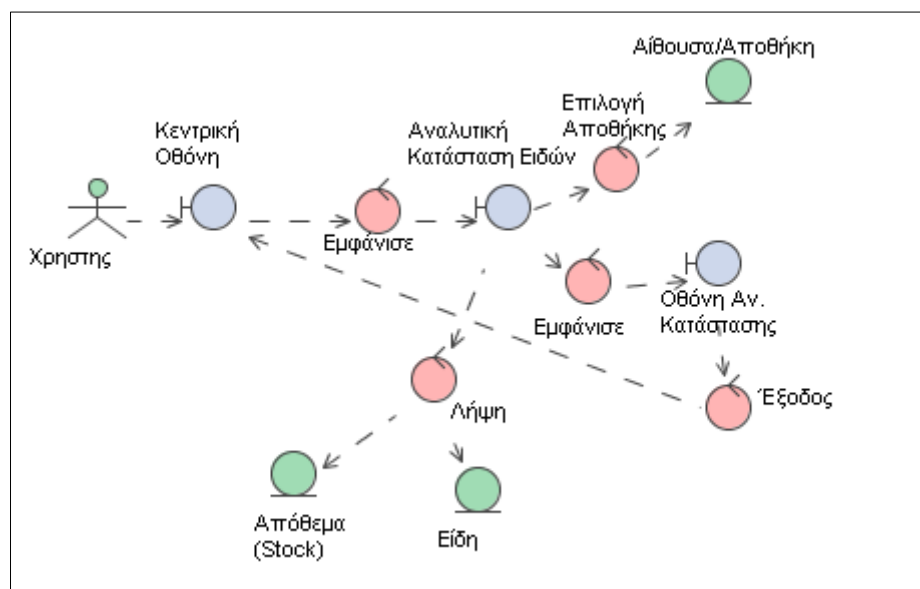 Αίθουσα/Αποθήκη
Επιλογή
Αποθήκης
Κεντρική
Οθόνη
Αναλυτική
Κατάσταση Ειδών
Χρηστης
Εμφάνισε
Εμφάνισε
Οθόνη Αν.
Κατάστασης
Έξοδος
Λήψη
Απόθεμα
(Stock)
Είδη